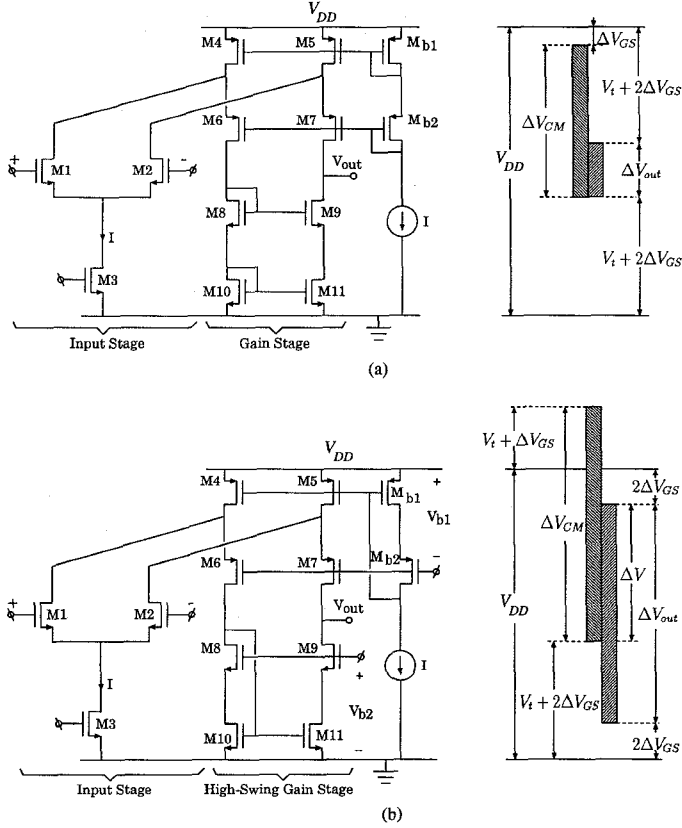 V_DD
M4
M5
M_b1
M6
M7
M_b2
+
M1
M2
-
V_out
I
M8
M9
I
M3
M10
M11
Input Stage
Gain Stage
ΔV_GS
V_t + 2ΔV_GS
ΔV_CM
V_DD
ΔV_out
V_t + 2ΔV_GS
(a)
V_DD
M4
M5
M_b1
+
V_b1
M6
M7
M_b2
-
+
M1
M2
-
V_out
I
M8
M9
+
I
M3
V_b2
M10
M11
-
Input Stage
High-Swing Gain Stage
V_t + ΔV_GS
2ΔV_GS
ΔV_CM
ΔV
V_DD
ΔV_out
V_t + 2ΔV_GS
2ΔV_GS
(b)